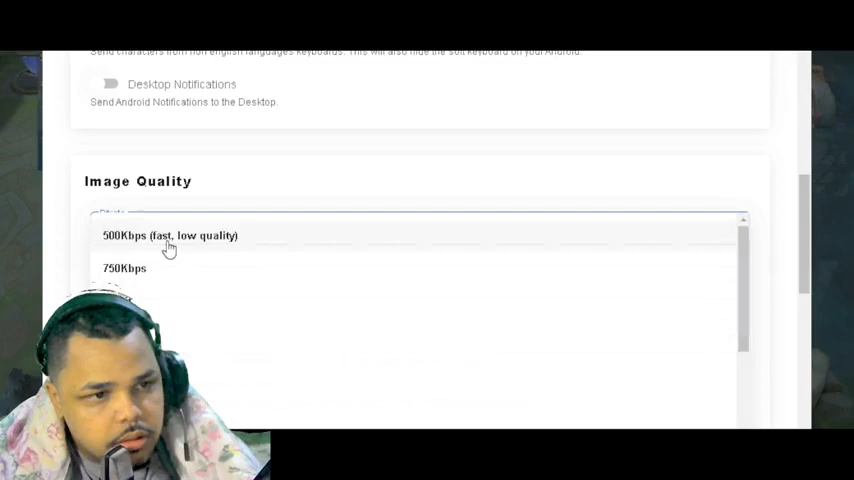 Send characters from non english languages keyboards. This will also hide the soft keyboard on your Android.
Desktop Notifications
Send Android Notifications to the Desktop.
Image Quality
500Kbps (fast, low quality)
750Kbps